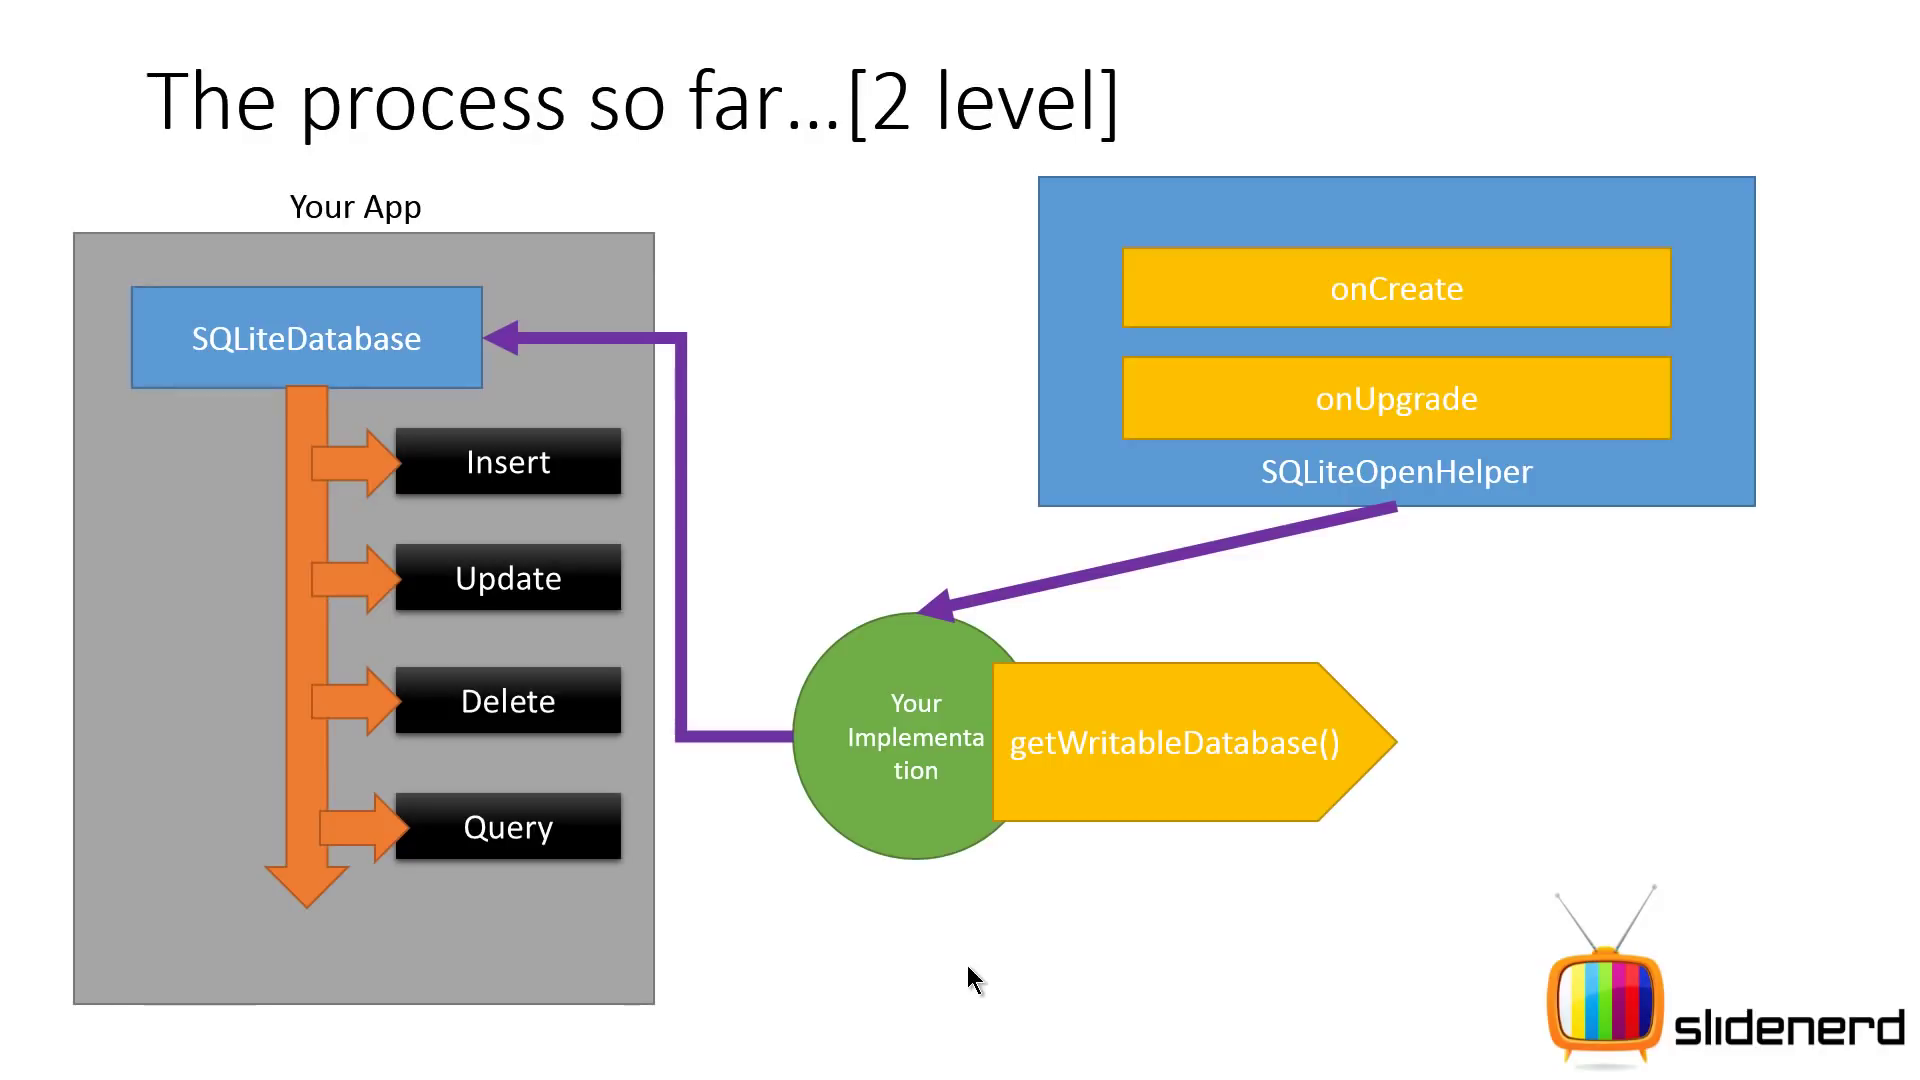 The process so far...[2 level]
Your App
SQLiteDatabase
Insert
Update
Delete
Query
onCreate
onUpgrade
SQLiteOpenHelper
Your
Implementa
tion
getWritableDatabase()
slidenerd